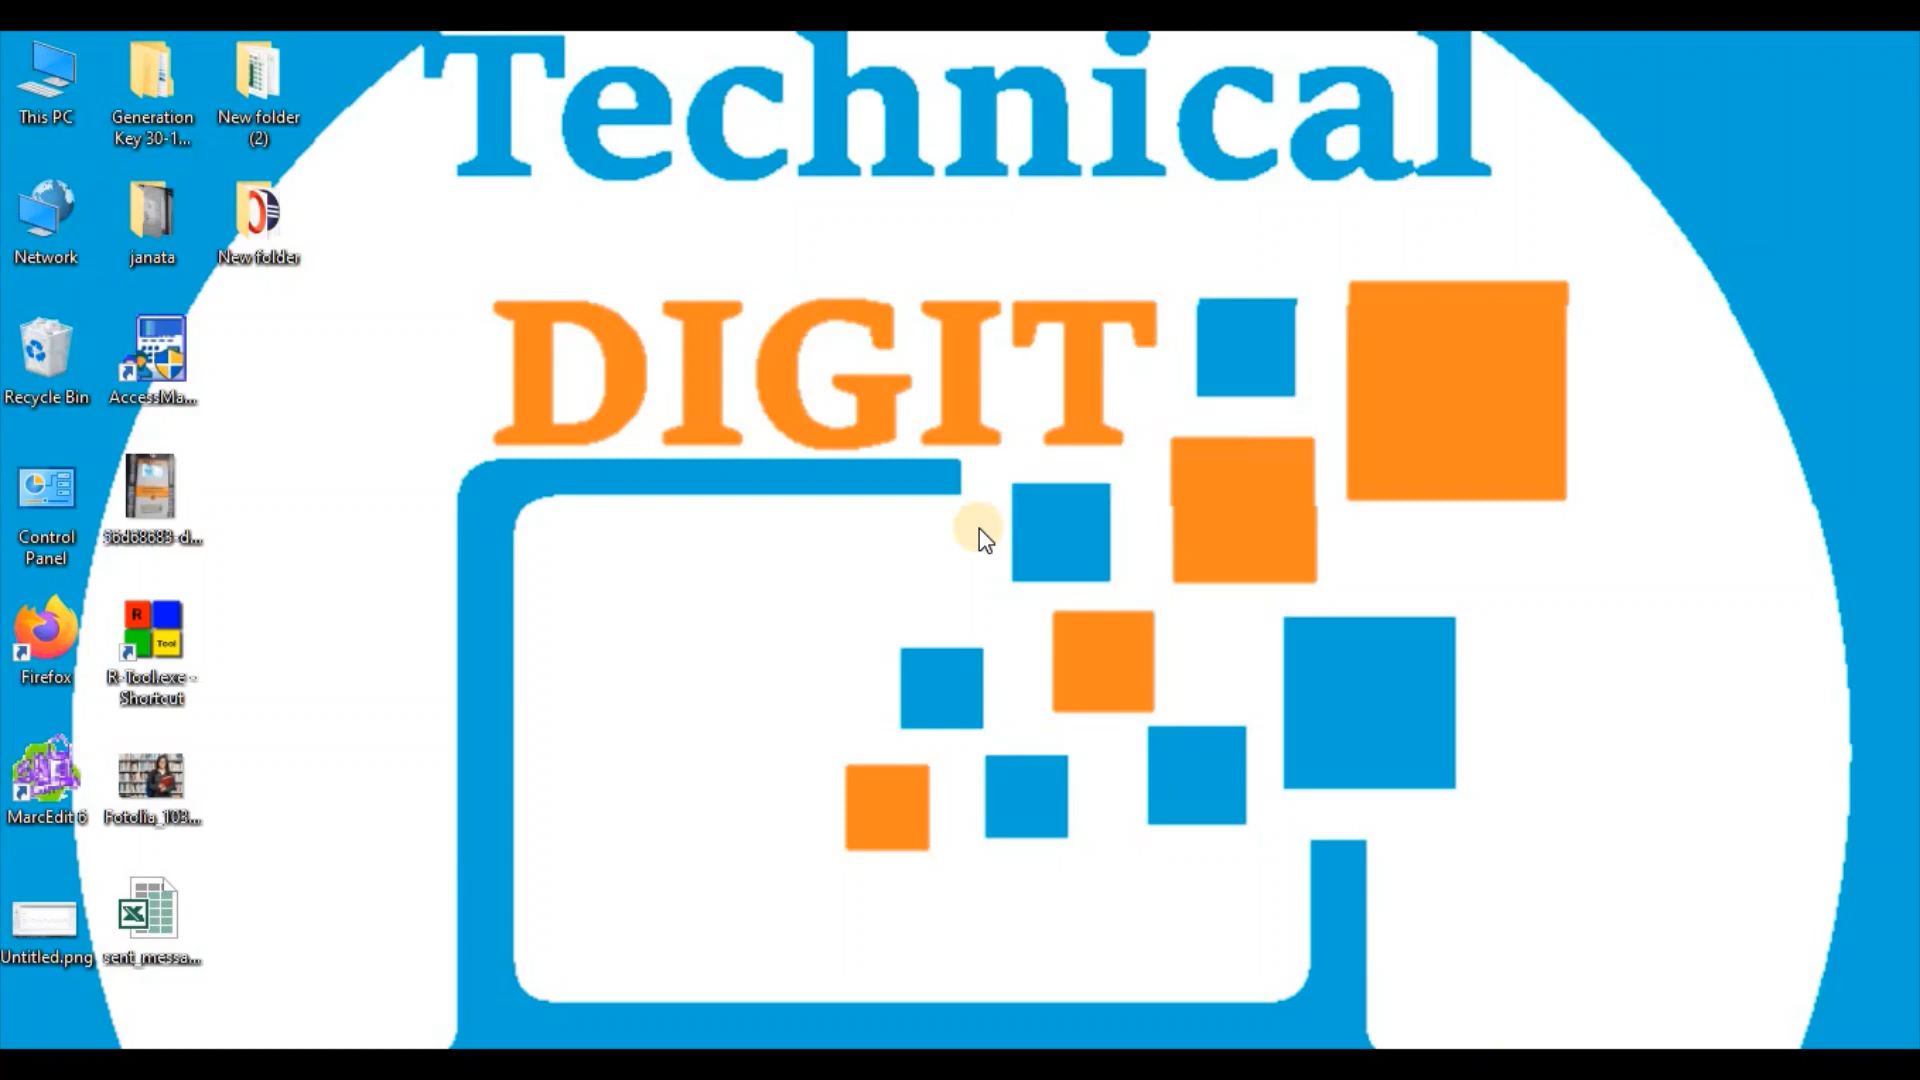 Technical
DIGIT
This PC
Generation
Key 30-1...
New folder
(2)
Network
janata
New folder
Recycle Bin
AccessMa...
Control
Panel
Firefox
R
Tool
R-Tool.exe -
Shortcut
MarcEdit 6
Fotolia_103...
Untitled.png
sent_messa...